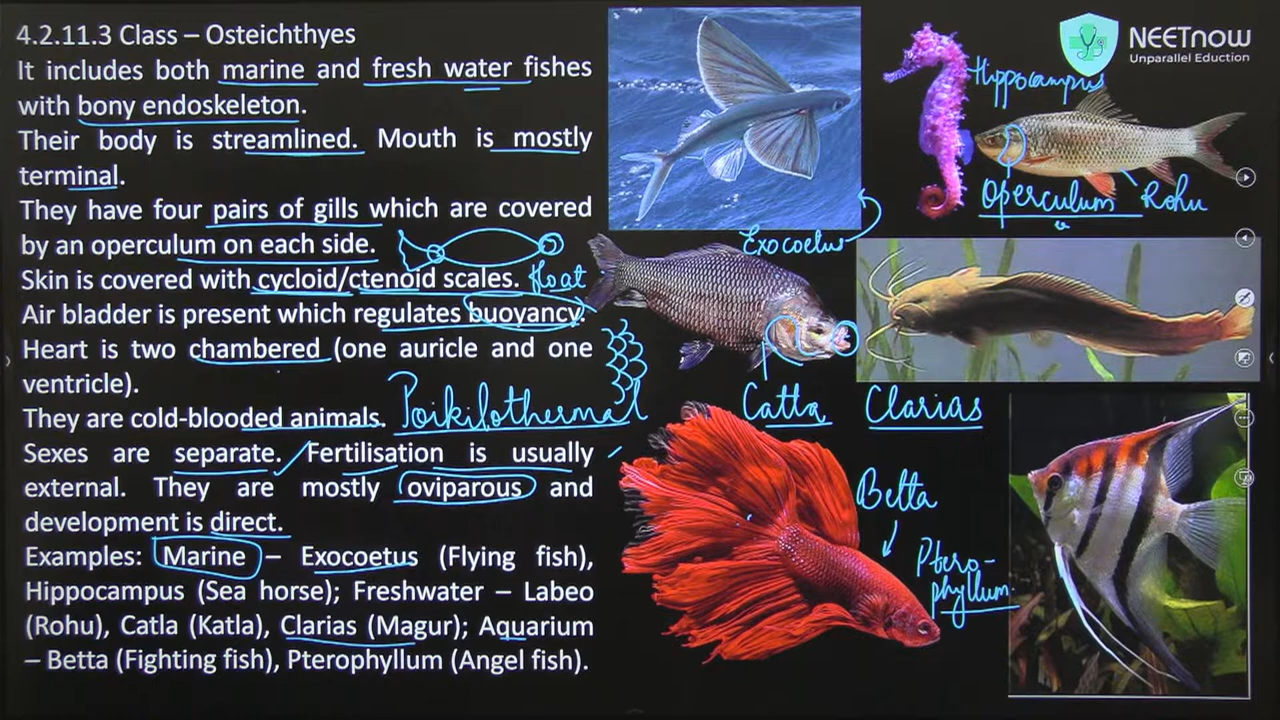 4.2.11.3 Class – Osteichthyes
It includes both marine and fresh water fishes
with bony endoskeleton.
Their body is streamlined. Mouth is mostly
terminal.
They have four pairs of gills which are covered
by an operculum on each side.
Skin is covered with cycloid/ctenoid scales. float
Air bladder is present which regulates buoyancy.
Heart is two chambered (one auricle and one
ventricle).
They are cold-blooded animals. Poikilothermal
Sexes are separate. Fertilisation is usually
external. They are mostly oviparous and
development is direct.
Examples: Marine – Exocoetus (Flying fish),
Hippocampus (Sea horse); Freshwater – Labeo
(Rohu), Catla (Katla), Clarias (Magur); Aquarium
– Betta (Fighting fish), Pterophyllum (Angel fish).
NEETnow
Unparallel Eduction
Hippocampus
Operculum Rohu
Exocoetus
Catta Clarias
Betta
Ptero-
phyllum.